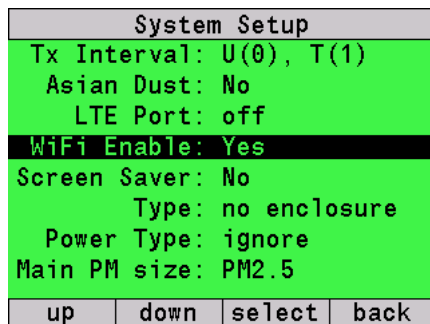 System Setup
Tx Interval: U(0), T(1)
Asian Dust: No
LTE Port: off
WiFi Enable: Yes
Screen Saver: No
Type: no enclosure
Power Type: ignore
Main PM size: PM2.5
up down select back